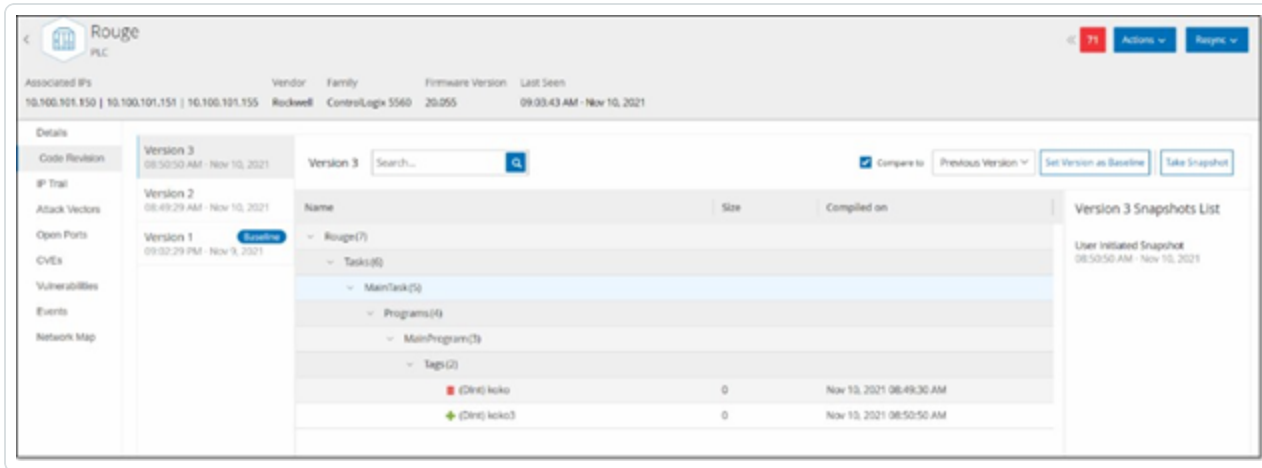 Rouge
PLC
71
Actions
Resync
Associated IPs Vendor Family Firmware Version Last Seen
10.100.101.150 | 10.100.101.151 | 10.100.101.155 Rockwell ControlLogix 5560 20.055 09:03:43 AM - Nov 10, 2021
Details
Code Revision
IP Trail
Attack Vectors
Open Ports
CVEs
Vulnerabilities
Events
Network Map
Version 3
08:50:50 AM - Nov 10, 2021
Version 2
08:49:29 AM - Nov 10, 2021
Version 1 Baseline
09:02:29 PM - Nov 9, 2021
Version 3 Search... Compare to Previous Version Set Version as Baseline Take Snapshot
Name Size Compiled on
Rouge(7)
Tasks(6)
MainTask(5)
Programs(4)
MainProgram(3)
Tags(2)
(DInt) koko 0 Nov 10, 2021 08:49:30 AM
(DInt) koko3 0 Nov 10, 2021 08:50:50 AM
Version 3 Snapshots List
User Initiated Snapshot
08:50:50 AM - Nov 10, 2021